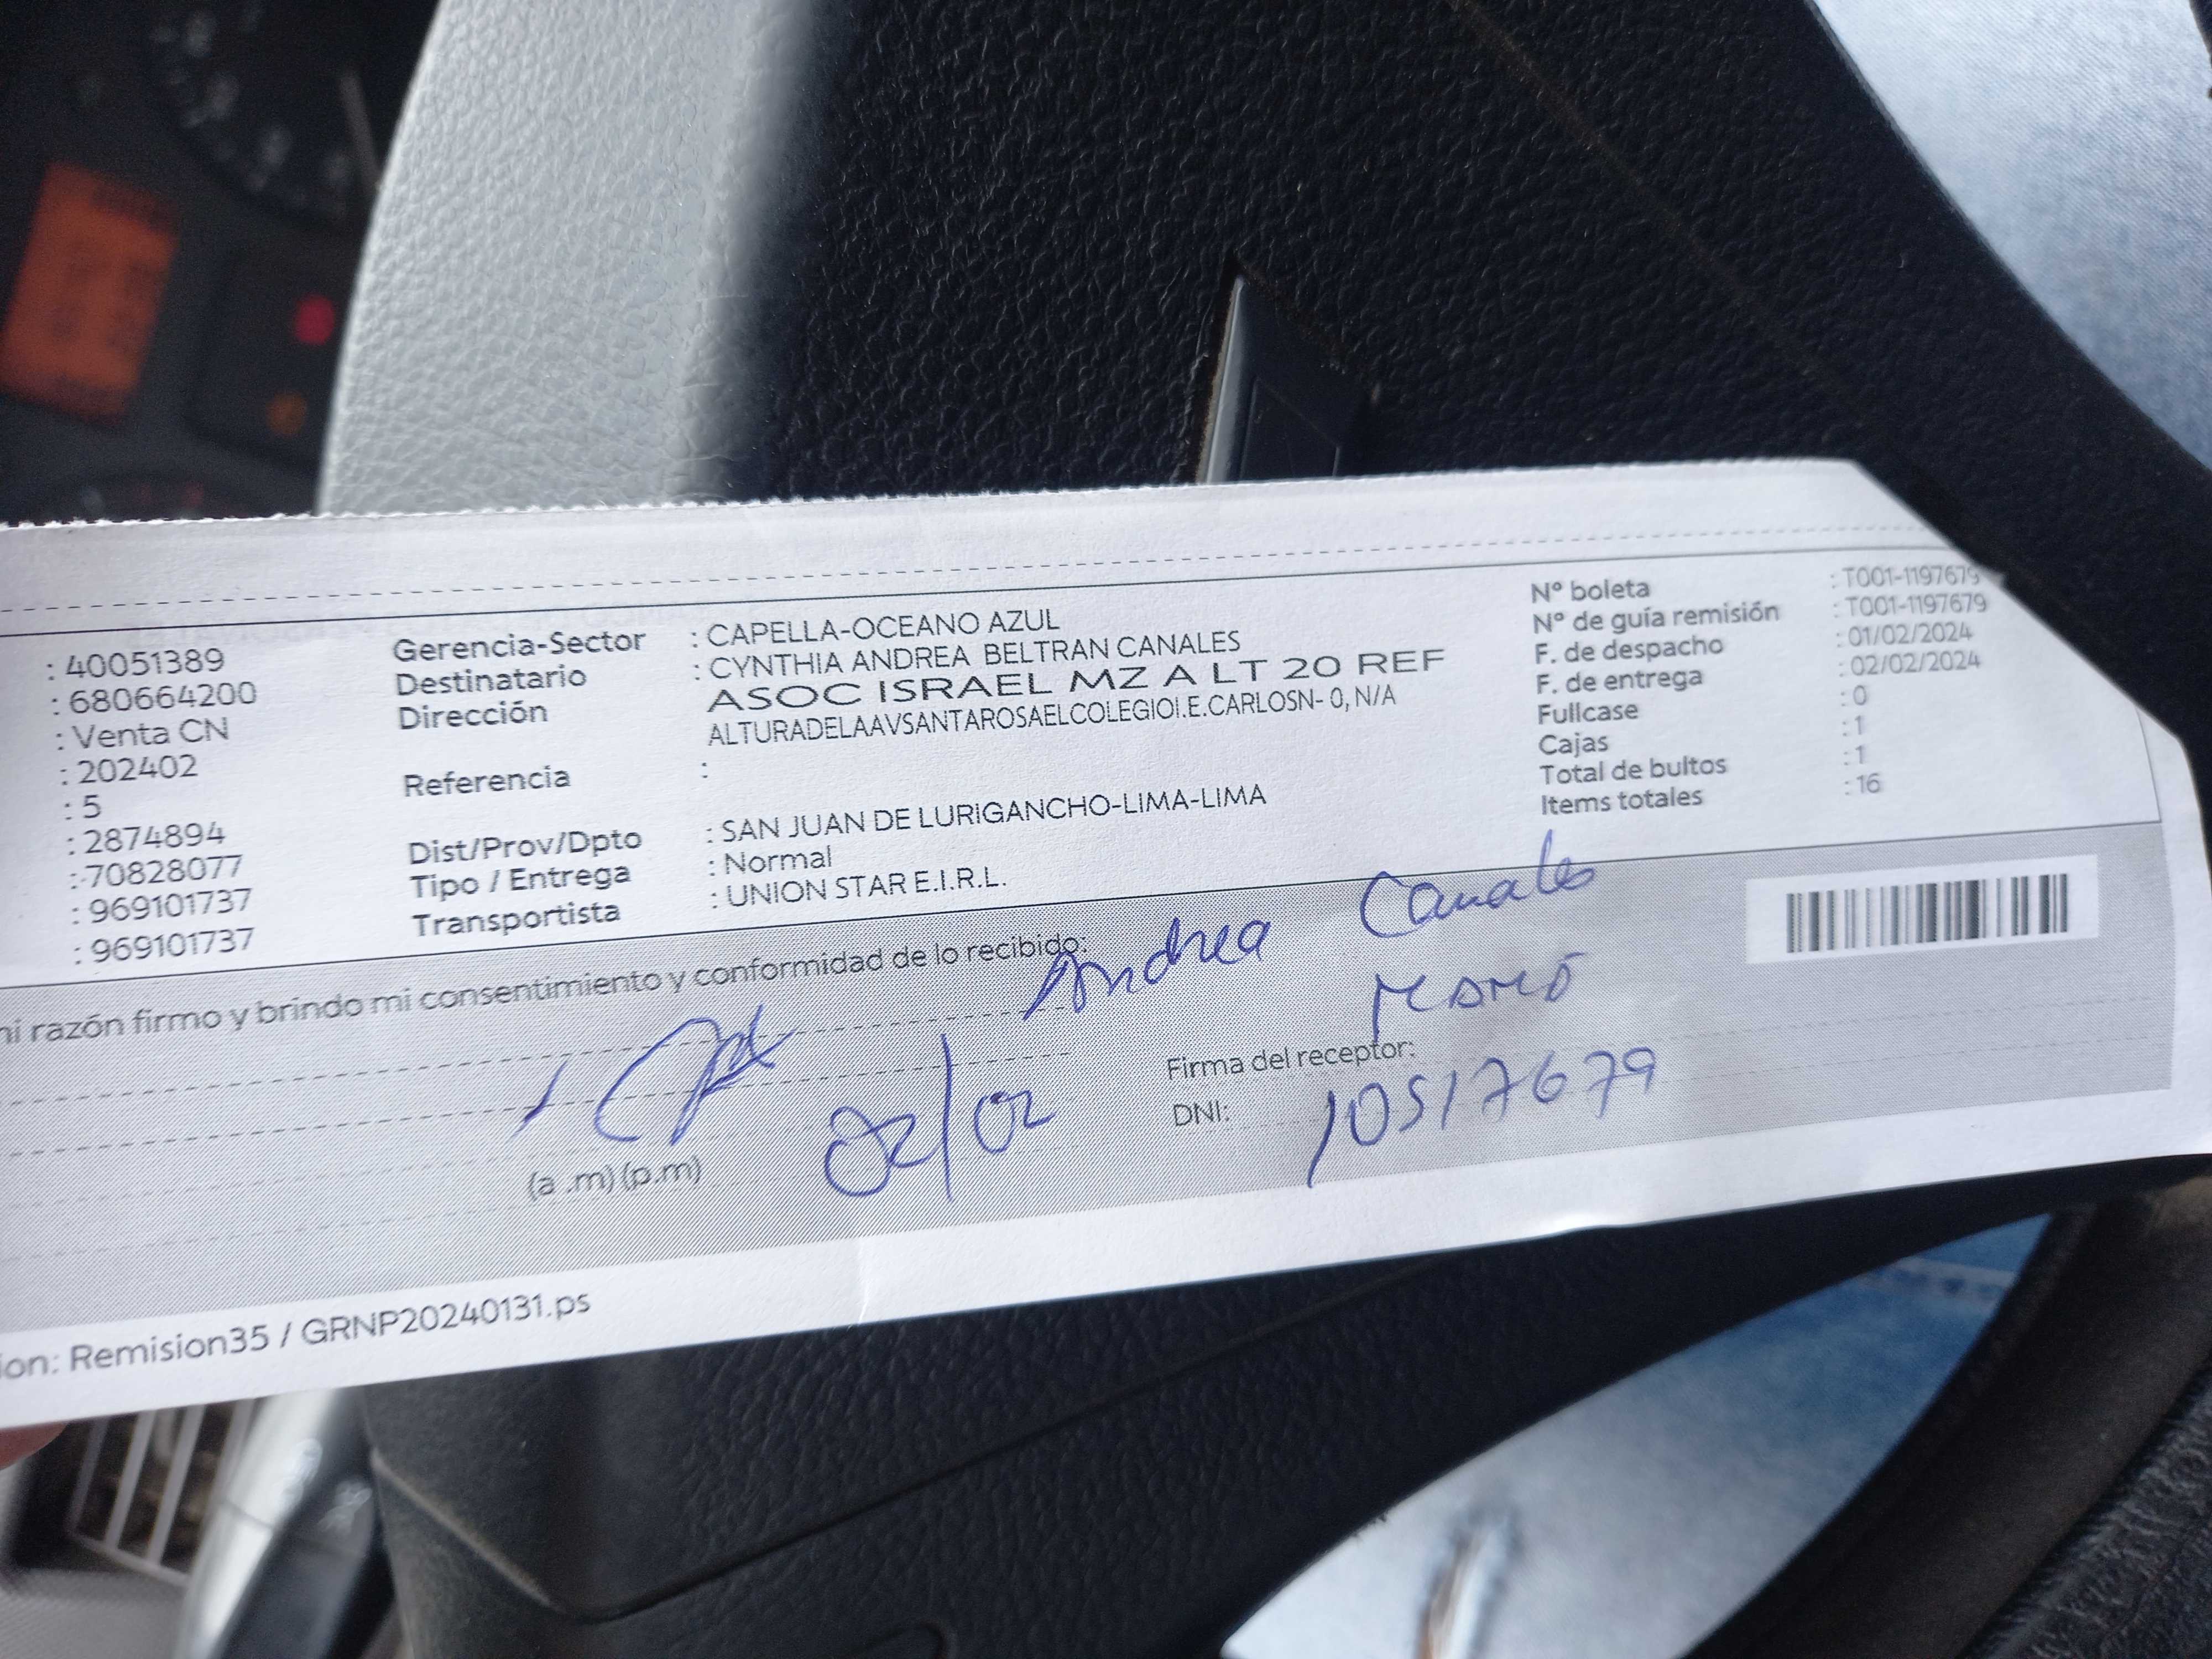 : 40051389
: 680664200
: Venta CN
: 202402
: 5
: 2874894
: 70828077
: 969101737
: 969101737
Gerencia-Sector : CAPELLA-OCEANO AZUL
Destinatario : CYNTHIA ANDREA BELTRAN CANALES
Dirección ASOC ISRAEL MZ A LT 20 REF
ALTURADELAAVSANTAROSAELCOLEGIOI.E.CARLOSN- 0, N/A
Referencia :
Dist/Prov/Dpto : SAN JUAN DE LURIGANCHO-LIMA-LIMA
Tipo / Entrega : Normal
Transportista : UNION STAR E.I.R.L.
Nº boleta : T001-1197679
Nº de guía remisión : T001-1197679
F. de despacho : 01/02/2024
F. de entrega : 02/02/2024
Fullcase : 0
Cajas : 1
Total de bultos : 1
Items totales : 16
mi razón firmo y brindo mi consentimiento y conformidad de lo recibido:
Andrea Canales
MAMÁ
Firma del receptor:
DNI: 10517679
(a .m) (p.m)
02/02
ion: Remision35 / GRNP20240131.ps